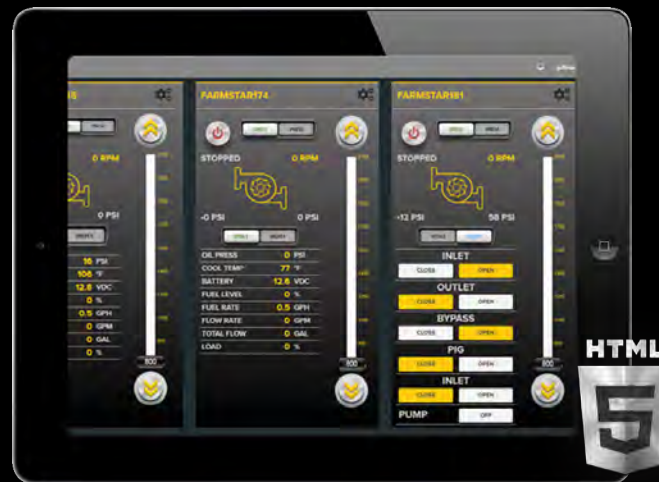 FARMSTAR174
STOPPED
0 RPM
-0 PSI
0 PSI
OIL PRESS 0 PSI
COOL TEMP 77 °F
BATTERY 12.8 VDC
FUEL LEVEL 0 %
FUEL RATE 0.5 GPH
FLOW RATE 0 GPM
TOTAL FLOW 0 GAL
LOAD 0 %
800
FARMSTAR181
STOPPED
0 RPM
-12 PSI
58 PSI
INLET
CLOSE OPEN
OUTLET
CLOSE OPEN
BYPASS
CLOSE OPEN
PIG
CLOSE OPEN
INLET
CLOSE OPEN
PUMP OFF
800
0 RPM
0 PSI
16 PSI
106 °F
12.8 VDC
0 %
0.5 GPH
0 GPM
0 GAL
0 %
800
HTML
5